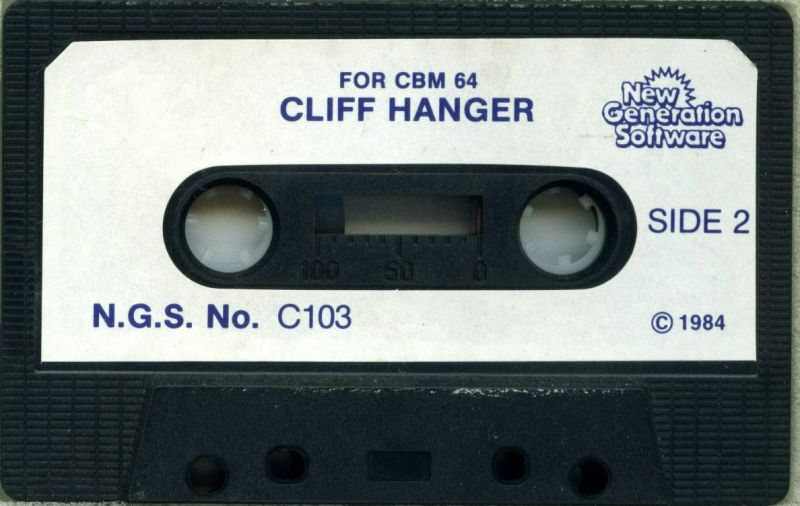 FOR CBM 64
CLIFF HANGER
New
Generation
Software
SIDE 2
100 50 0
N.G.S. No. C103
© 1984